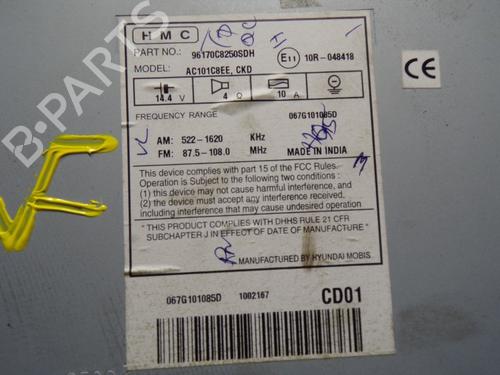 HMC
PART NO.: 96170C8250SDH
E11 10R-048418
MODEL: AC101C8EE, CKD
14.4 V
4 Ω
10 A
FREQUENCY RANGE
067G101085D
AM: 522-1620 KHz
FM: 87.5-108.0 MHz
MADE IN INDIA
This device complies with part 15 of the FCC Rules.
Operation is Subject to the following two conditions :
(1) this device may not cause harmful interference, and
(2) the device must accept any interference received,
including interference that may cause undesired operation
" THIS PRODUCT COMPLIES WITH DHHS RULE 21 CFR
SUBCHAPTER J IN EFFECT OF DATE OF MANUFACTURE "
MANUFACTURED BY HYUNDAI MOBIS.
067G101085D 1002167 CD01
CE
B-PARTS